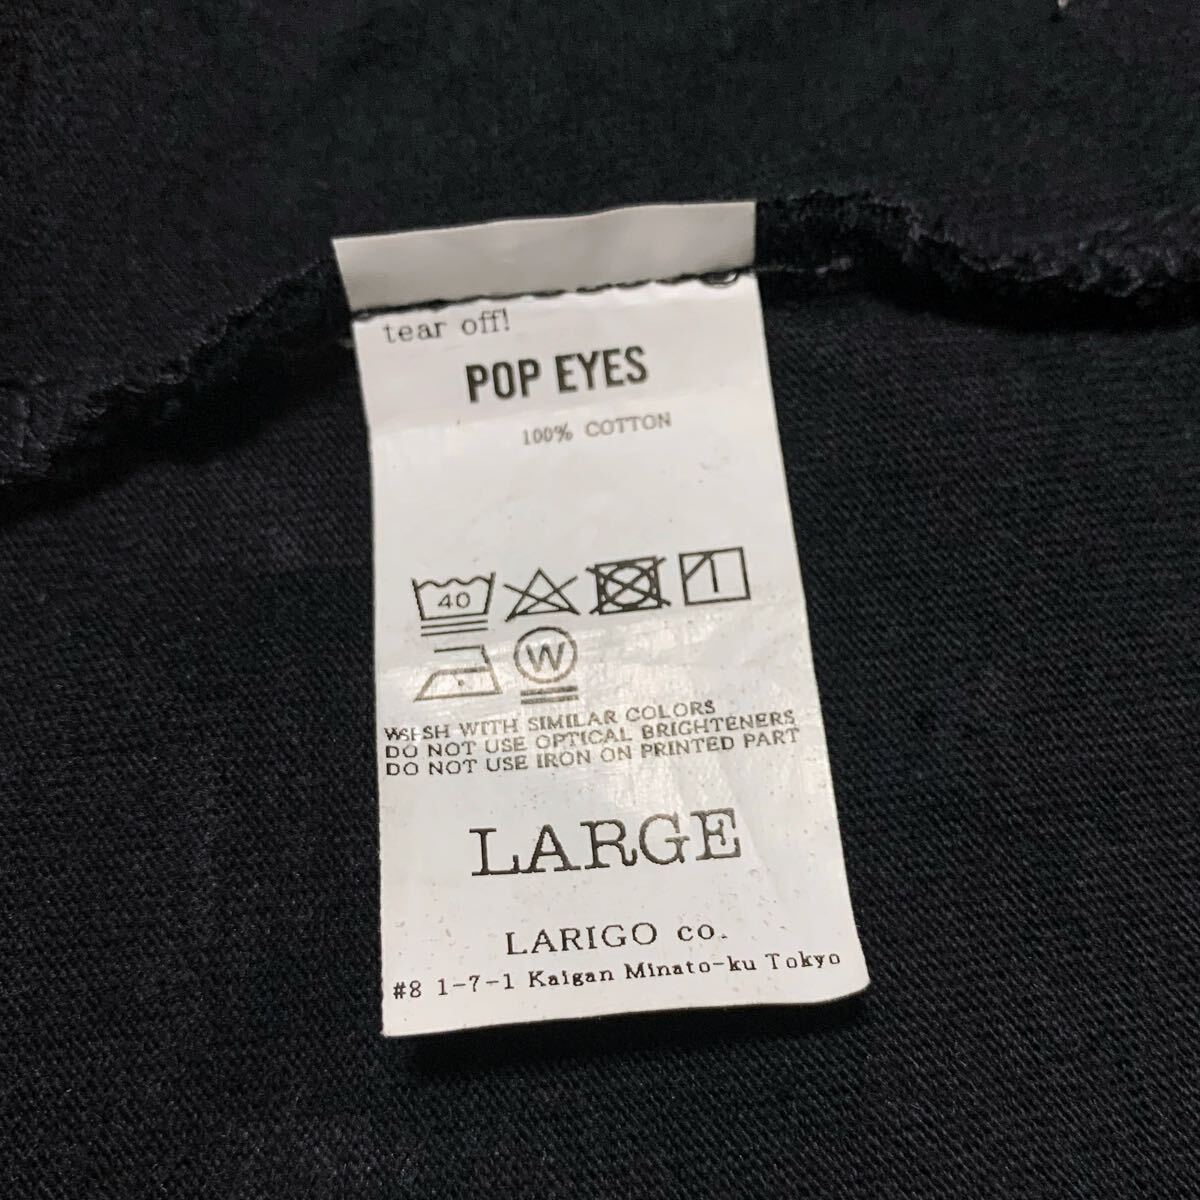 tear off!
POP EYES
100% COTTON
40
W
WITH SIMILAR COLORS
DO NOT USE OPTICAL BRIGHTENERS
DO NOT USE IRON ON PRINTED PART
LARGE
LARIGO co.
#8 1-7-1 Kaigan Minato-ku Tokyo